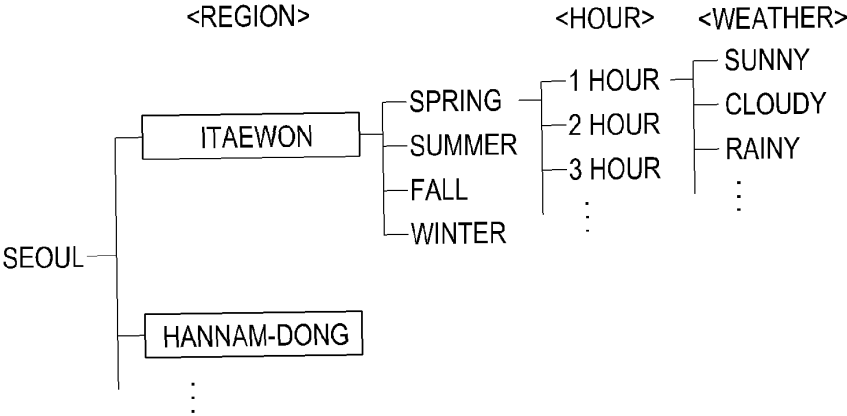 <REGION>
<HOUR>
<WEATHER>
SEOUL
ITAEWON
HANNAM-DONG
SPRING
SUMMER
FALL
WINTER
1 HOUR
2 HOUR
3 HOUR
SUNNY
CLOUDY
RAINY